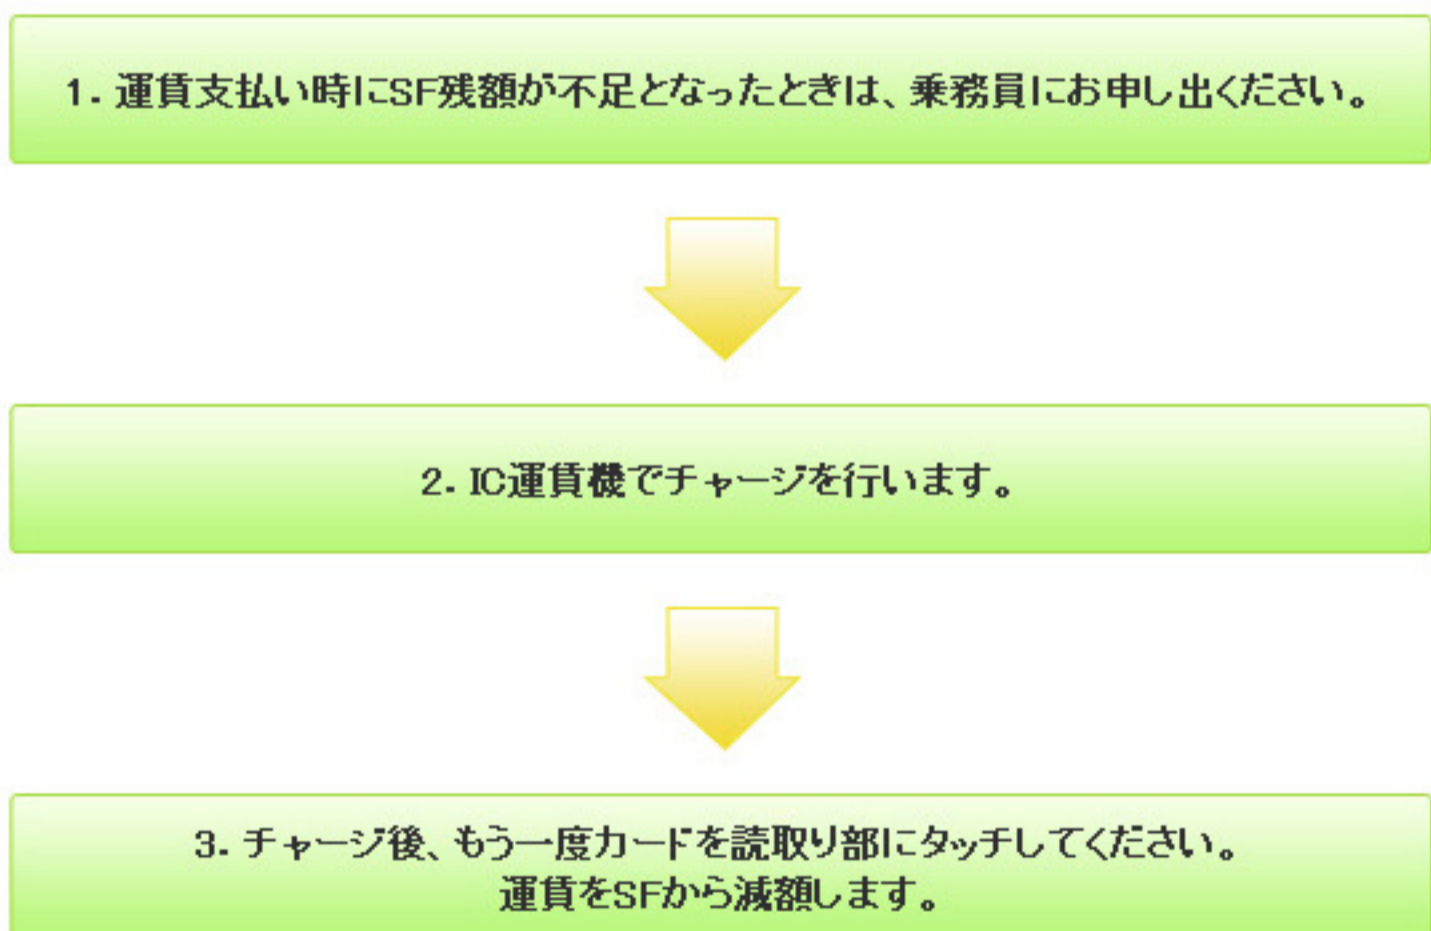 1. 運賃支払い時にSF残額が不足となったときは、乗務員にお申し出ください。
2. IC運賃機でチャージを行います。
3. チャージ後、もう一度カードを読取り部にタッチしてください。
運賃をSFから減額します。